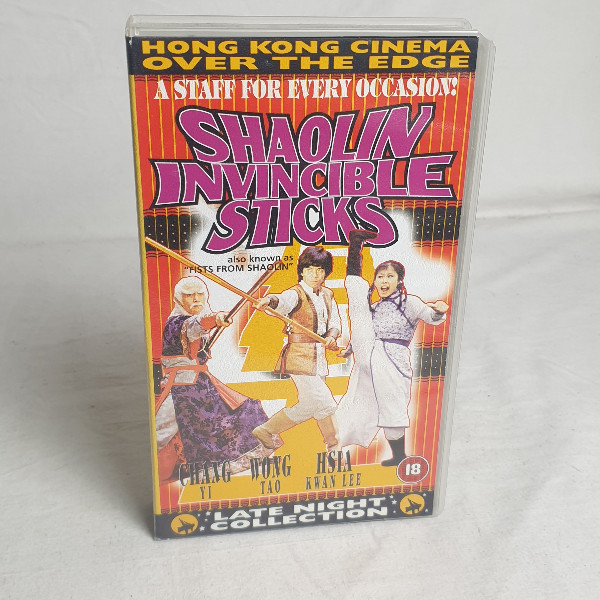 HONG KONG CINEMA
OVER THE EDGE
A STAFF FOR EVERY OCCASION!
SHAOLIN
INVINCIBLE
STICKS
also known as
"FISTS FROM SHAOLIN"
CHANG WONG HSIA
YI TAO KWAN LEE
18
LATE NIGHT
COLLECTION